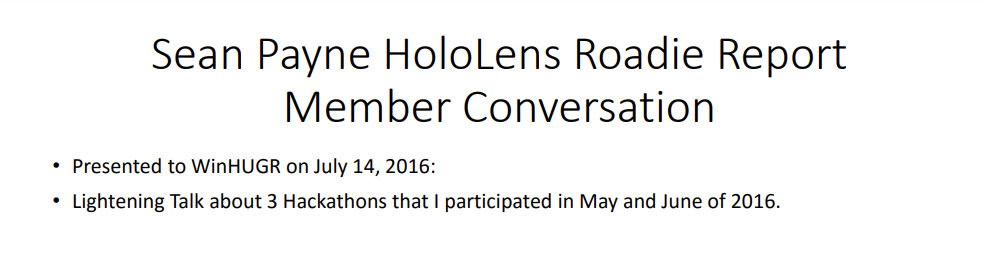 Sean Payne HoloLens Roadie Report
Member Conversation
• Presented to WinHUGR on July 14, 2016:
• Lightening Talk about 3 Hackathons that I participated in May and June of 2016.